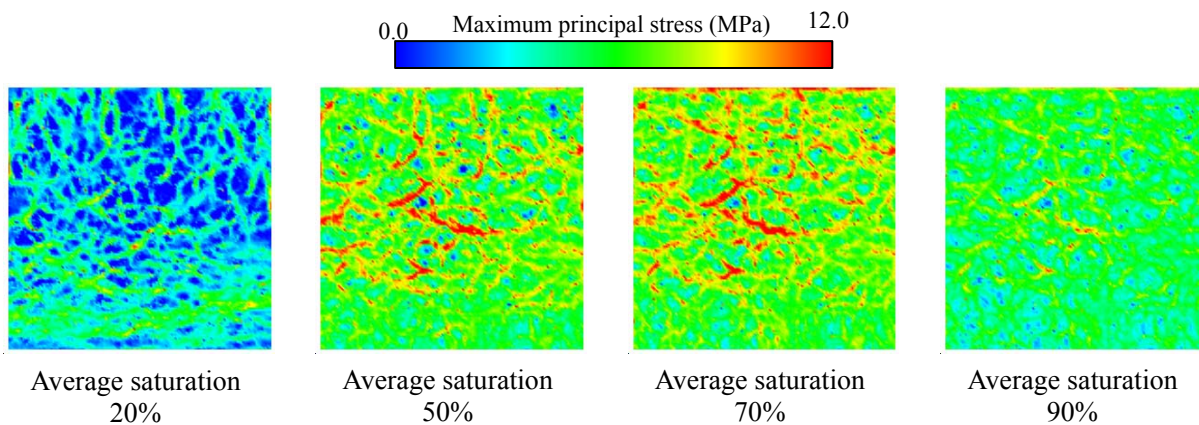 Maximum principal stress (MPa)
0.0
12.0
Average saturation
20%
Average saturation
50%
Average saturation
70%
Average saturation
90%